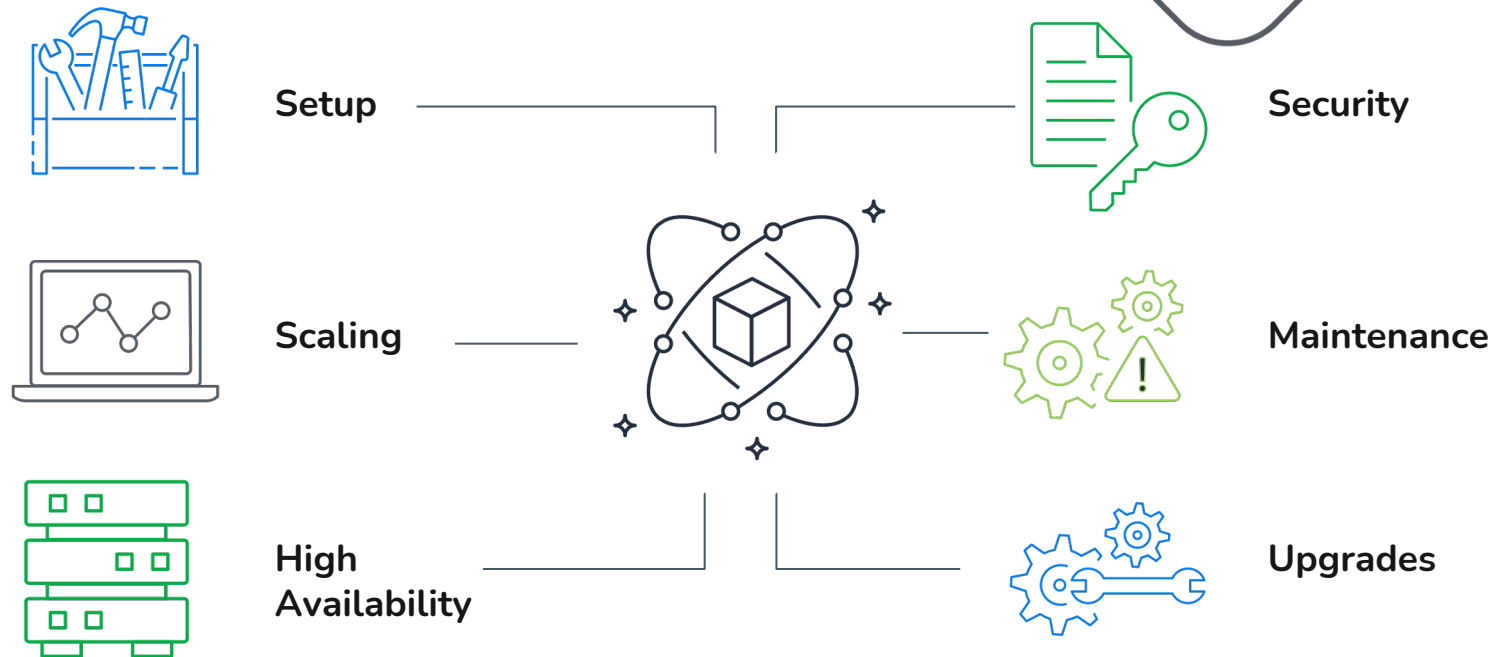 Setup
Security
Scaling
Maintenance
High
Availability
Upgrades